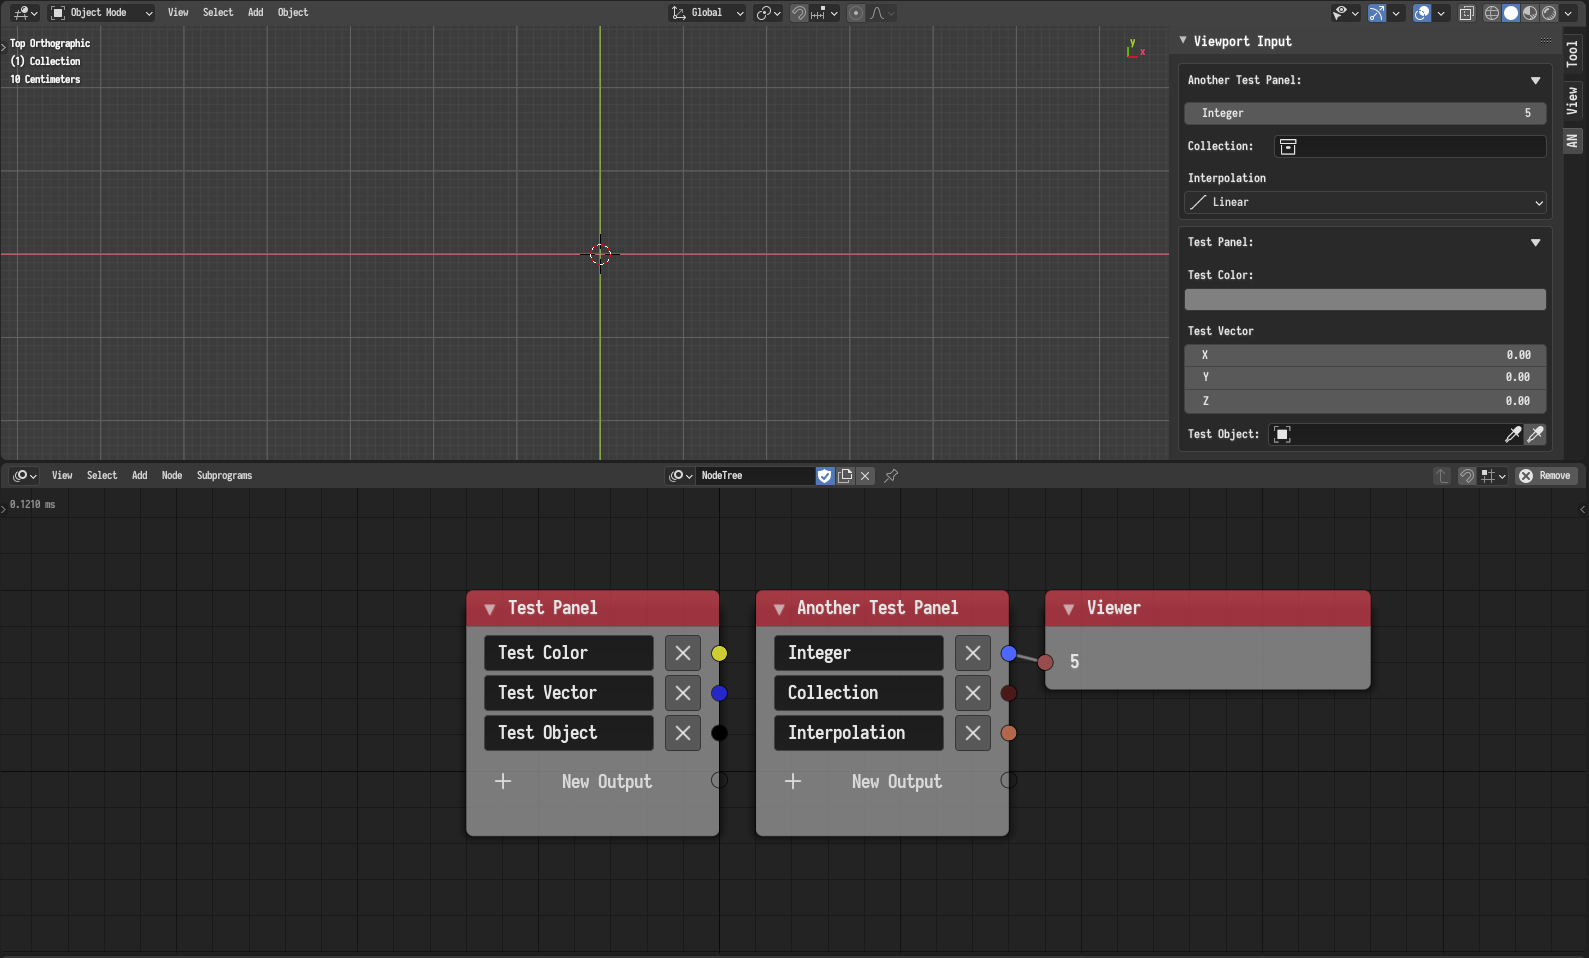 Object Mode View Select Add Object Global
Top Orthographic
(1) Collection
10 Centimeters
y
x
Viewport Input
Another Test Panel:
Integer 5
Collection:
Interpolation
Linear
Test Panel:
Test Color:
Test Vector
X 0.00
Y 0.00
Z 0.00
Test Object:
Tool
View
AN
View Select Add Node Subprograms NodeTree Remove
0.1210 ms
Test Panel
Test Color
Test Vector
Test Object
New Output
Another Test Panel
Integer
Collection
Interpolation
New Output
Viewer
5